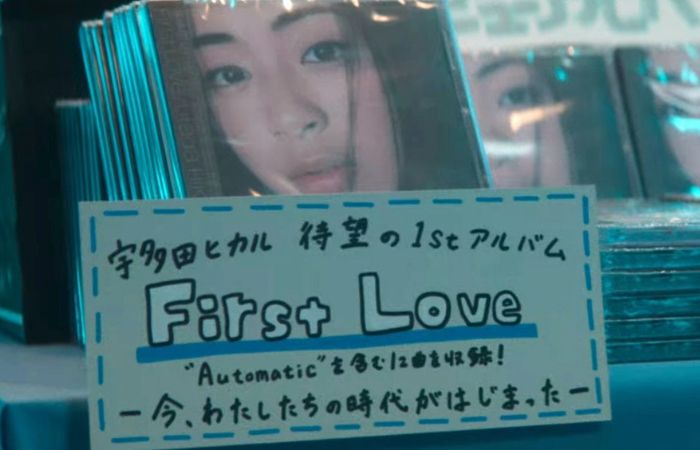 宇多田ヒカル 待望の1stアルバム
First Love
"Automatic"を含む12曲を収録!
ー今、わたしたちの時代がはじまったー